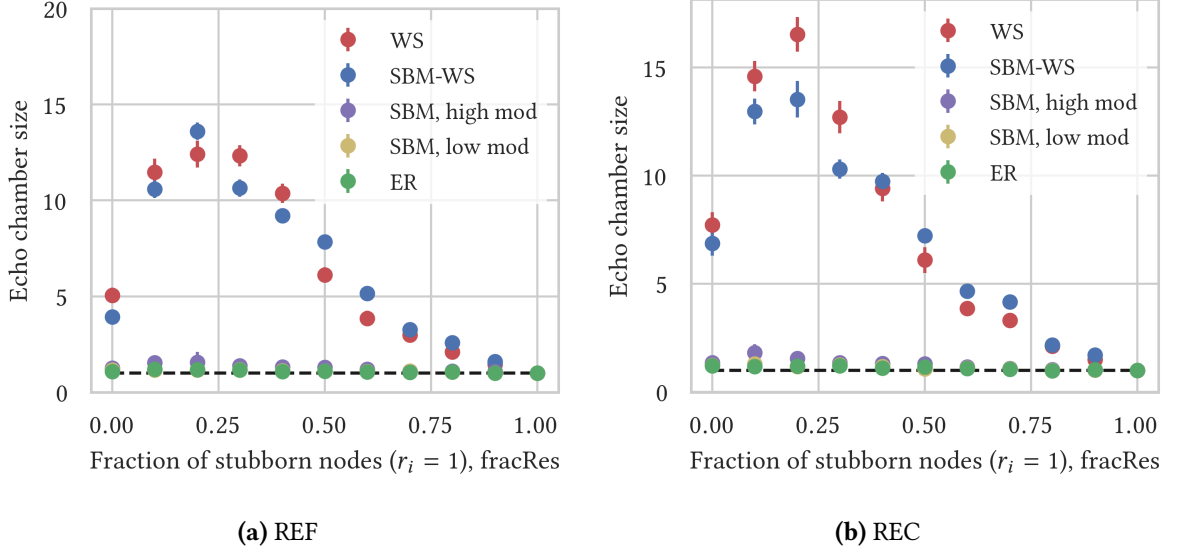 20
15
10
5
0
Echo chamber size
WS
SBM-WS
SBM, high mod
SBM, low mod
ER
0.00 0.25 0.50 0.75 1.00
Fraction of stubborn nodes (rᵢ = 1), fracRes
(a) REF
15
10
5
0
Echo chamber size
WS
SBM-WS
SBM, high mod
SBM, low mod
ER
0.00 0.25 0.50 0.75 1.00
Fraction of stubborn nodes (rᵢ = 1), fracRes
(b) REC